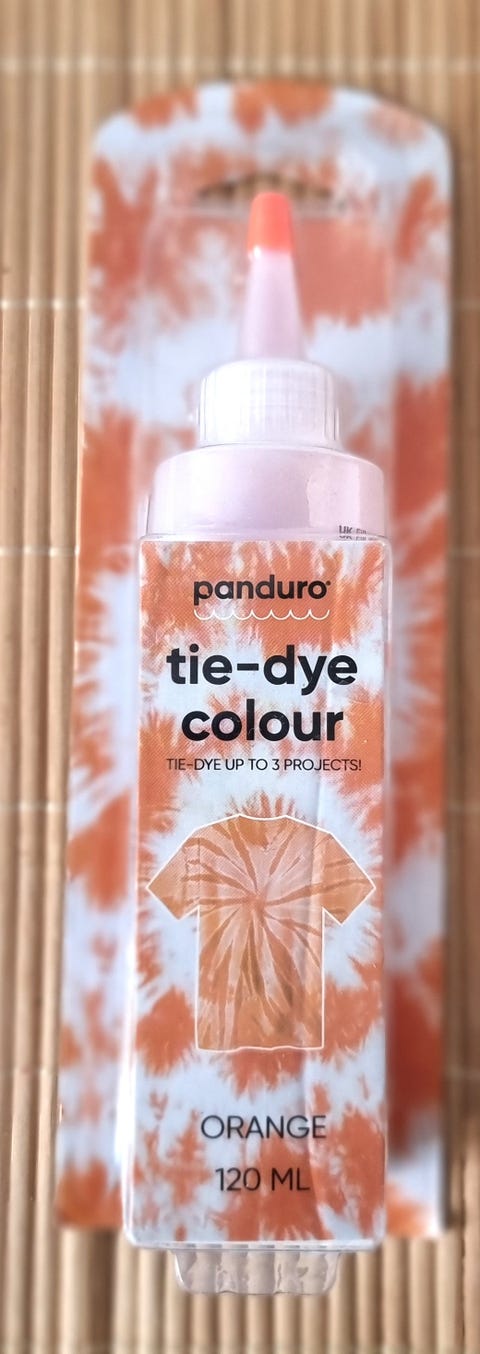 panduro®
tie-dye
colour
TIE-DYE UP TO 3 PROJECTS!
ORANGE
120 ML